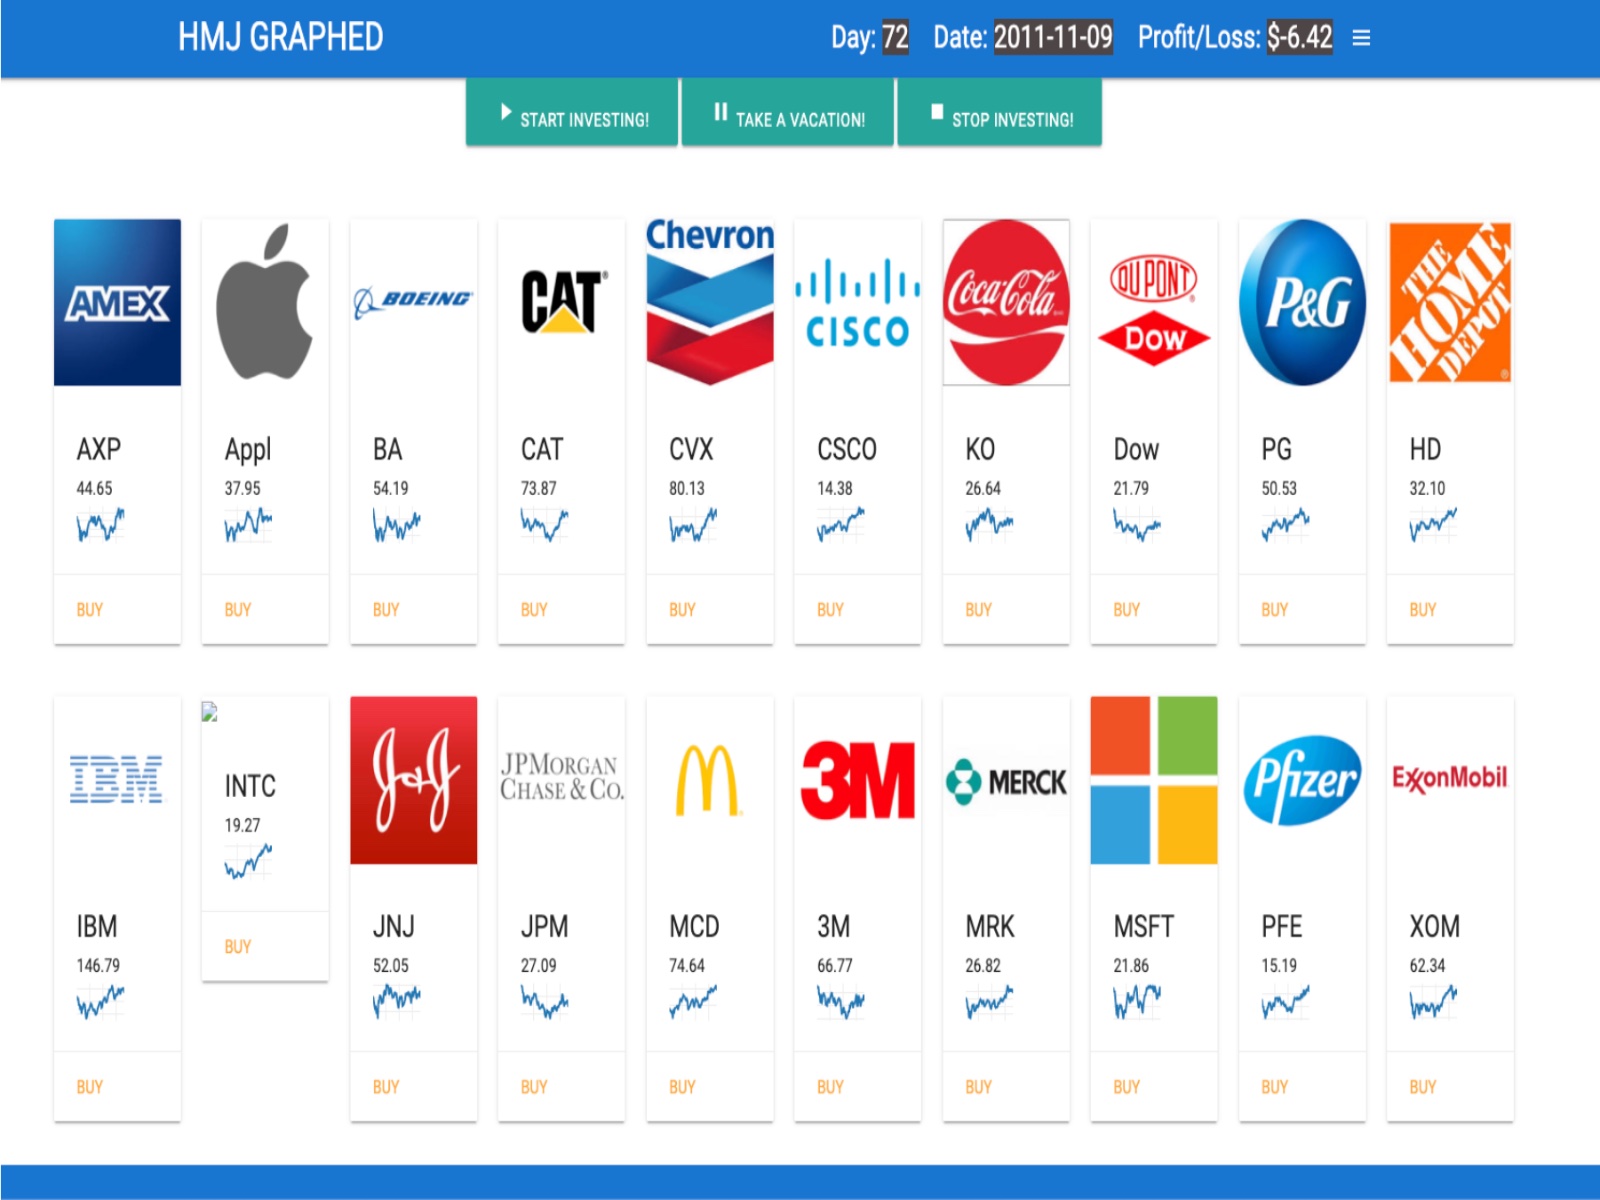 HMJ GRAPHED Day: 72 Date: 2011-11-09 Profit/Loss: $-6.42
START INVESTING! TAKE A VACATION! STOP INVESTING!
AMEX BOEING CAT Chevron CISCO Coca-Cola DU PONT Dow P&G THE HOME DEPOT
AXP Appl BA CAT CVX CSCO KO Dow PG HD
44.65 37.95 54.19 73.87 80.13 14.38 26.64 21.79 50.53 32.10
BUY BUY BUY BUY BUY BUY BUY BUY BUY BUY
IBM J&J JPMORGAN CHASE & CO. M 3M MERCK Pfizer ExxonMobil
INTC
19.27
BUY
IBM JNJ JPM MCD 3M MRK MSFT PFE XOM
146.79 52.05 27.09 74.64 66.77 26.82 21.86 15.19 62.34
BUY BUY BUY BUY BUY BUY BUY BUY BUY